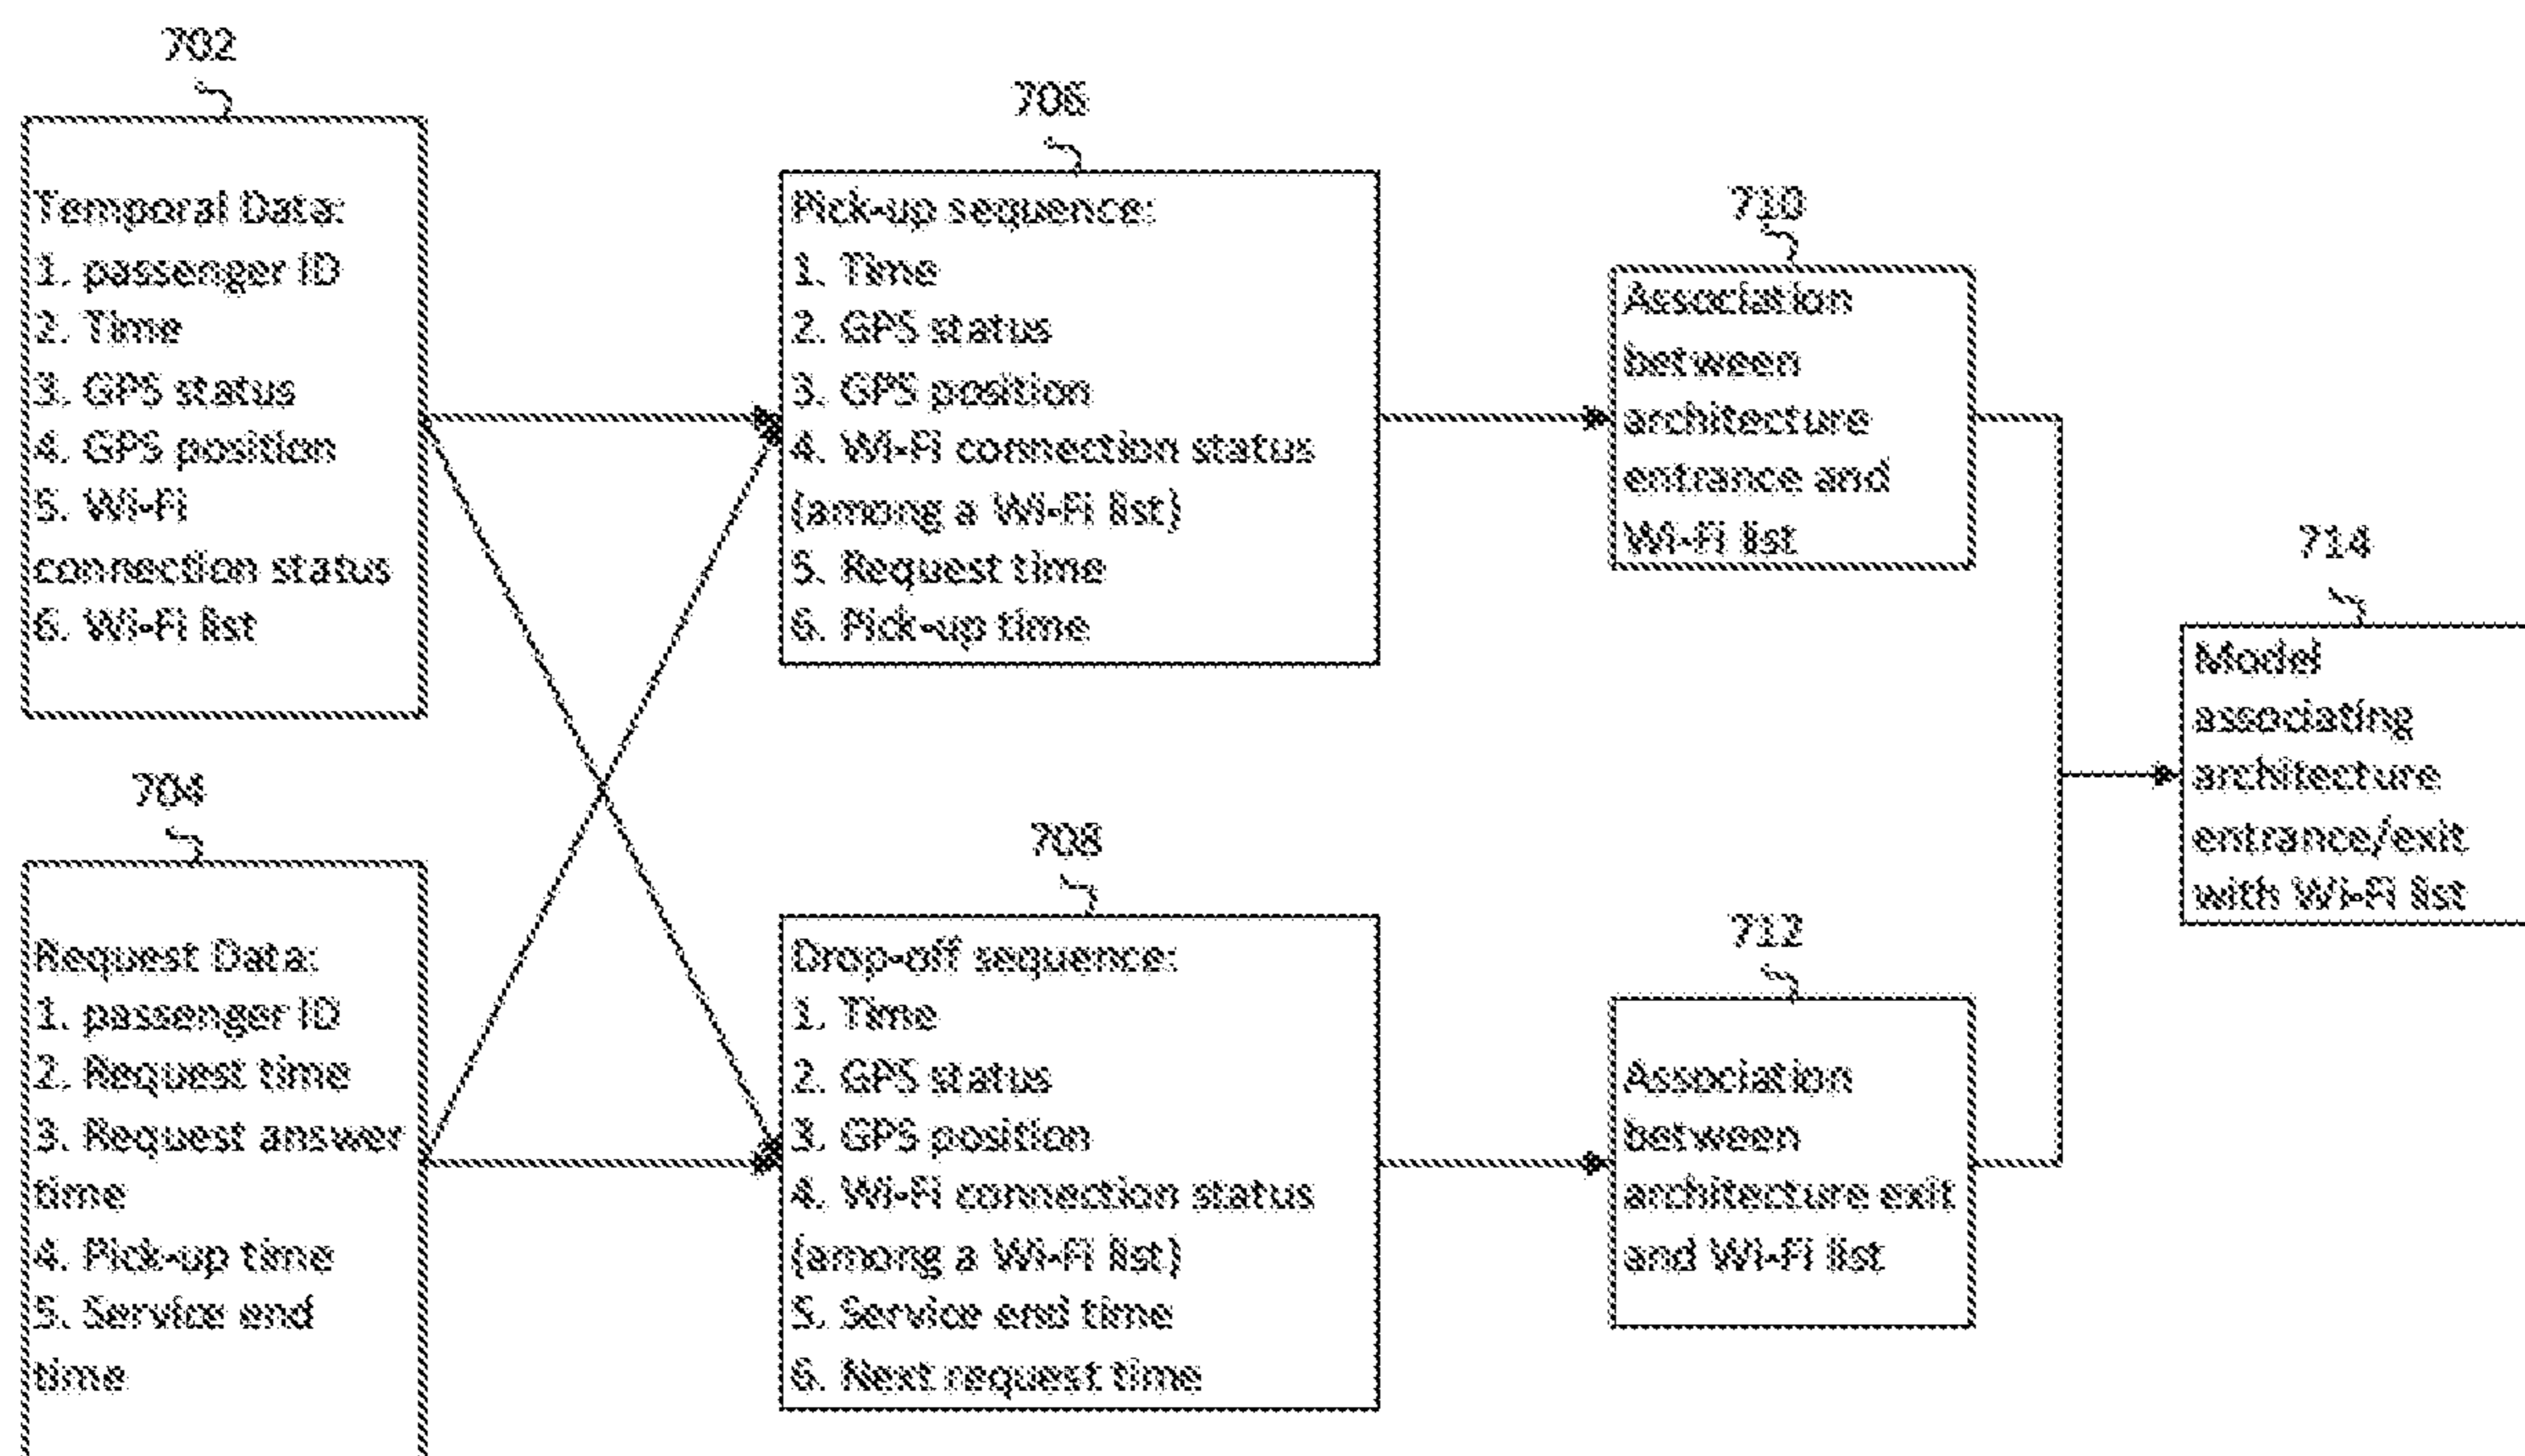 702
Temporal Data:
1. passenger ID
2. Time
3. GPS status
4. GPS position
5. Wi-Fi
connection status
6. Wi-Fi list
704
Request Data:
1. passenger ID
2. Request time
3. Request answer
time
4. Pick-up time
5. Service end
time
706
Pick-up sequence:
1. Time
2. GPS status
3. GPS position
4. Wi-Fi connection status
(among a Wi-Fi list)
5. Request time
6. Pick-up time
708
Drop-off sequence:
1. Time
2. GPS status
3. GPS position
4. Wi-Fi connection status
(among a Wi-Fi list)
5. Service end time
6. Next request time
710
Association
between
architecture
entrance and
Wi-Fi list
712
Association
between
architecture exit
and Wi-Fi list
714
Model
associating
architecture
entrance/exit
with Wi-Fi list